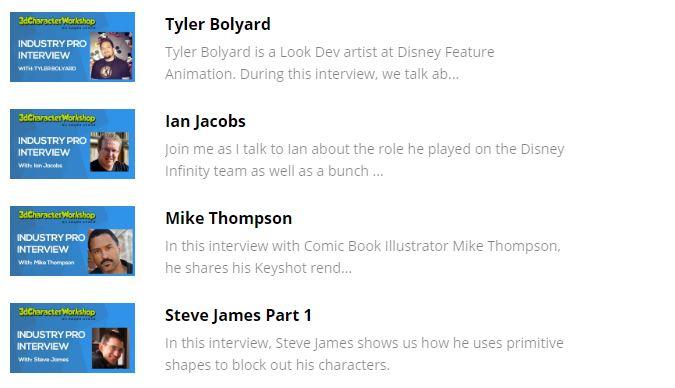 3dCharacterWorkshop
INDUSTRY PRO
INTERVIEW
WITH: TYLER BOLYARD
Tyler Bolyard
Tyler Bolyard is a Look Dev artist at Disney Feature
Animation. During this interview, we talk ab...
3dCharacterWorkshop
INDUSTRY PRO
INTERVIEW
With: Ian Jacobs
Ian Jacobs
Join me as I talk to Ian about the role he played on the Disney
Infinity team as well as a bunch ...
3dCharacterWorkshop
INDUSTRY PRO
INTERVIEW
With: Mike Thompson
Mike Thompson
In this interview with Comic Book Illustrator Mike Thompson,
he shares his Keyshot rend...
3dCharacterWorkshop
INDUSTRY PRO
INTERVIEW
With: Steve James
Steve James Part 1
In this interview, Steve James shows us how he uses primitive
shapes to block out his characters.